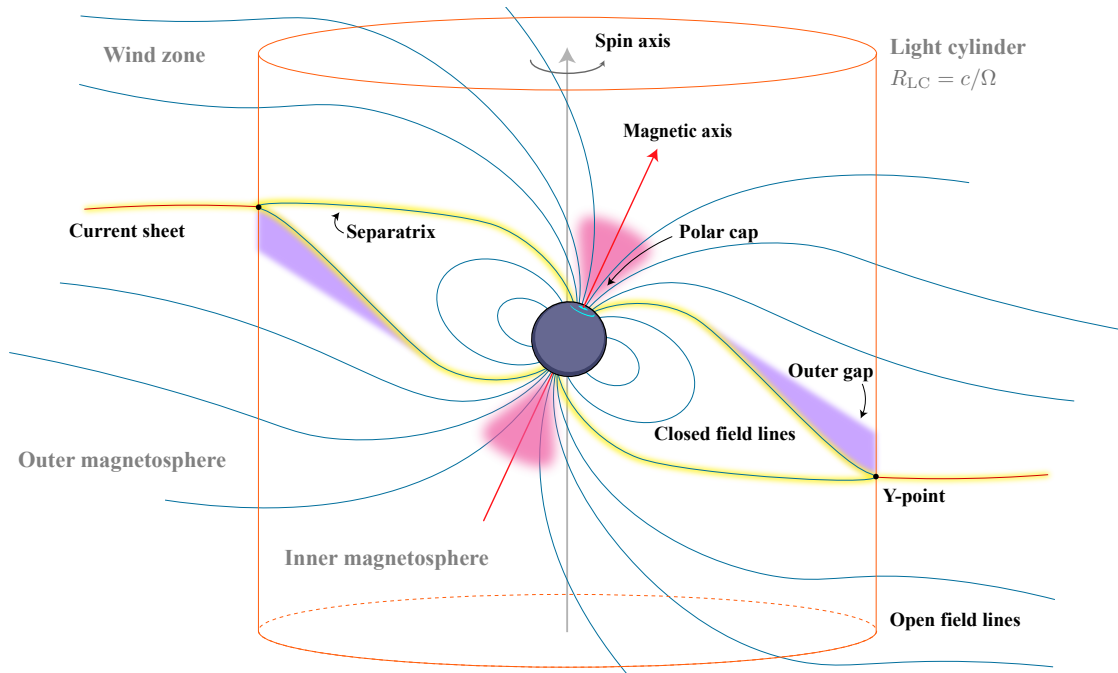 Wind zone
Spin axis
Light cylinder
R_LC = c/Ω
Magnetic axis
Current sheet
Separatrix
Polar cap
Outer gap
Closed field lines
Outer magnetosphere
Y-point
Inner magnetosphere
Open field lines